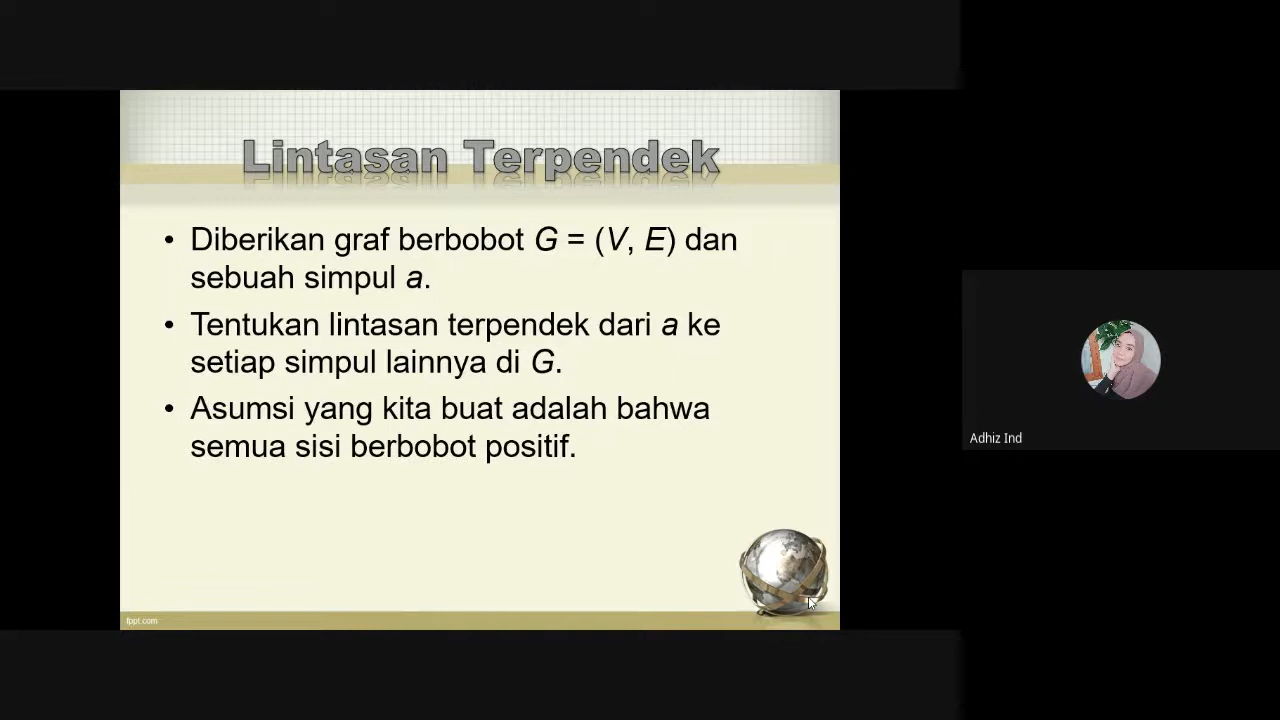 Lintasan Terpendek
• Diberikan graf berbobot G = (V, E) dan
sebuah simpul a.
• Tentukan lintasan terpendek dari a ke
setiap simpul lainnya di G.
• Asumsi yang kita buat adalah bahwa
semua sisi berbobot positif.
fppt.com
Adhiz Ind